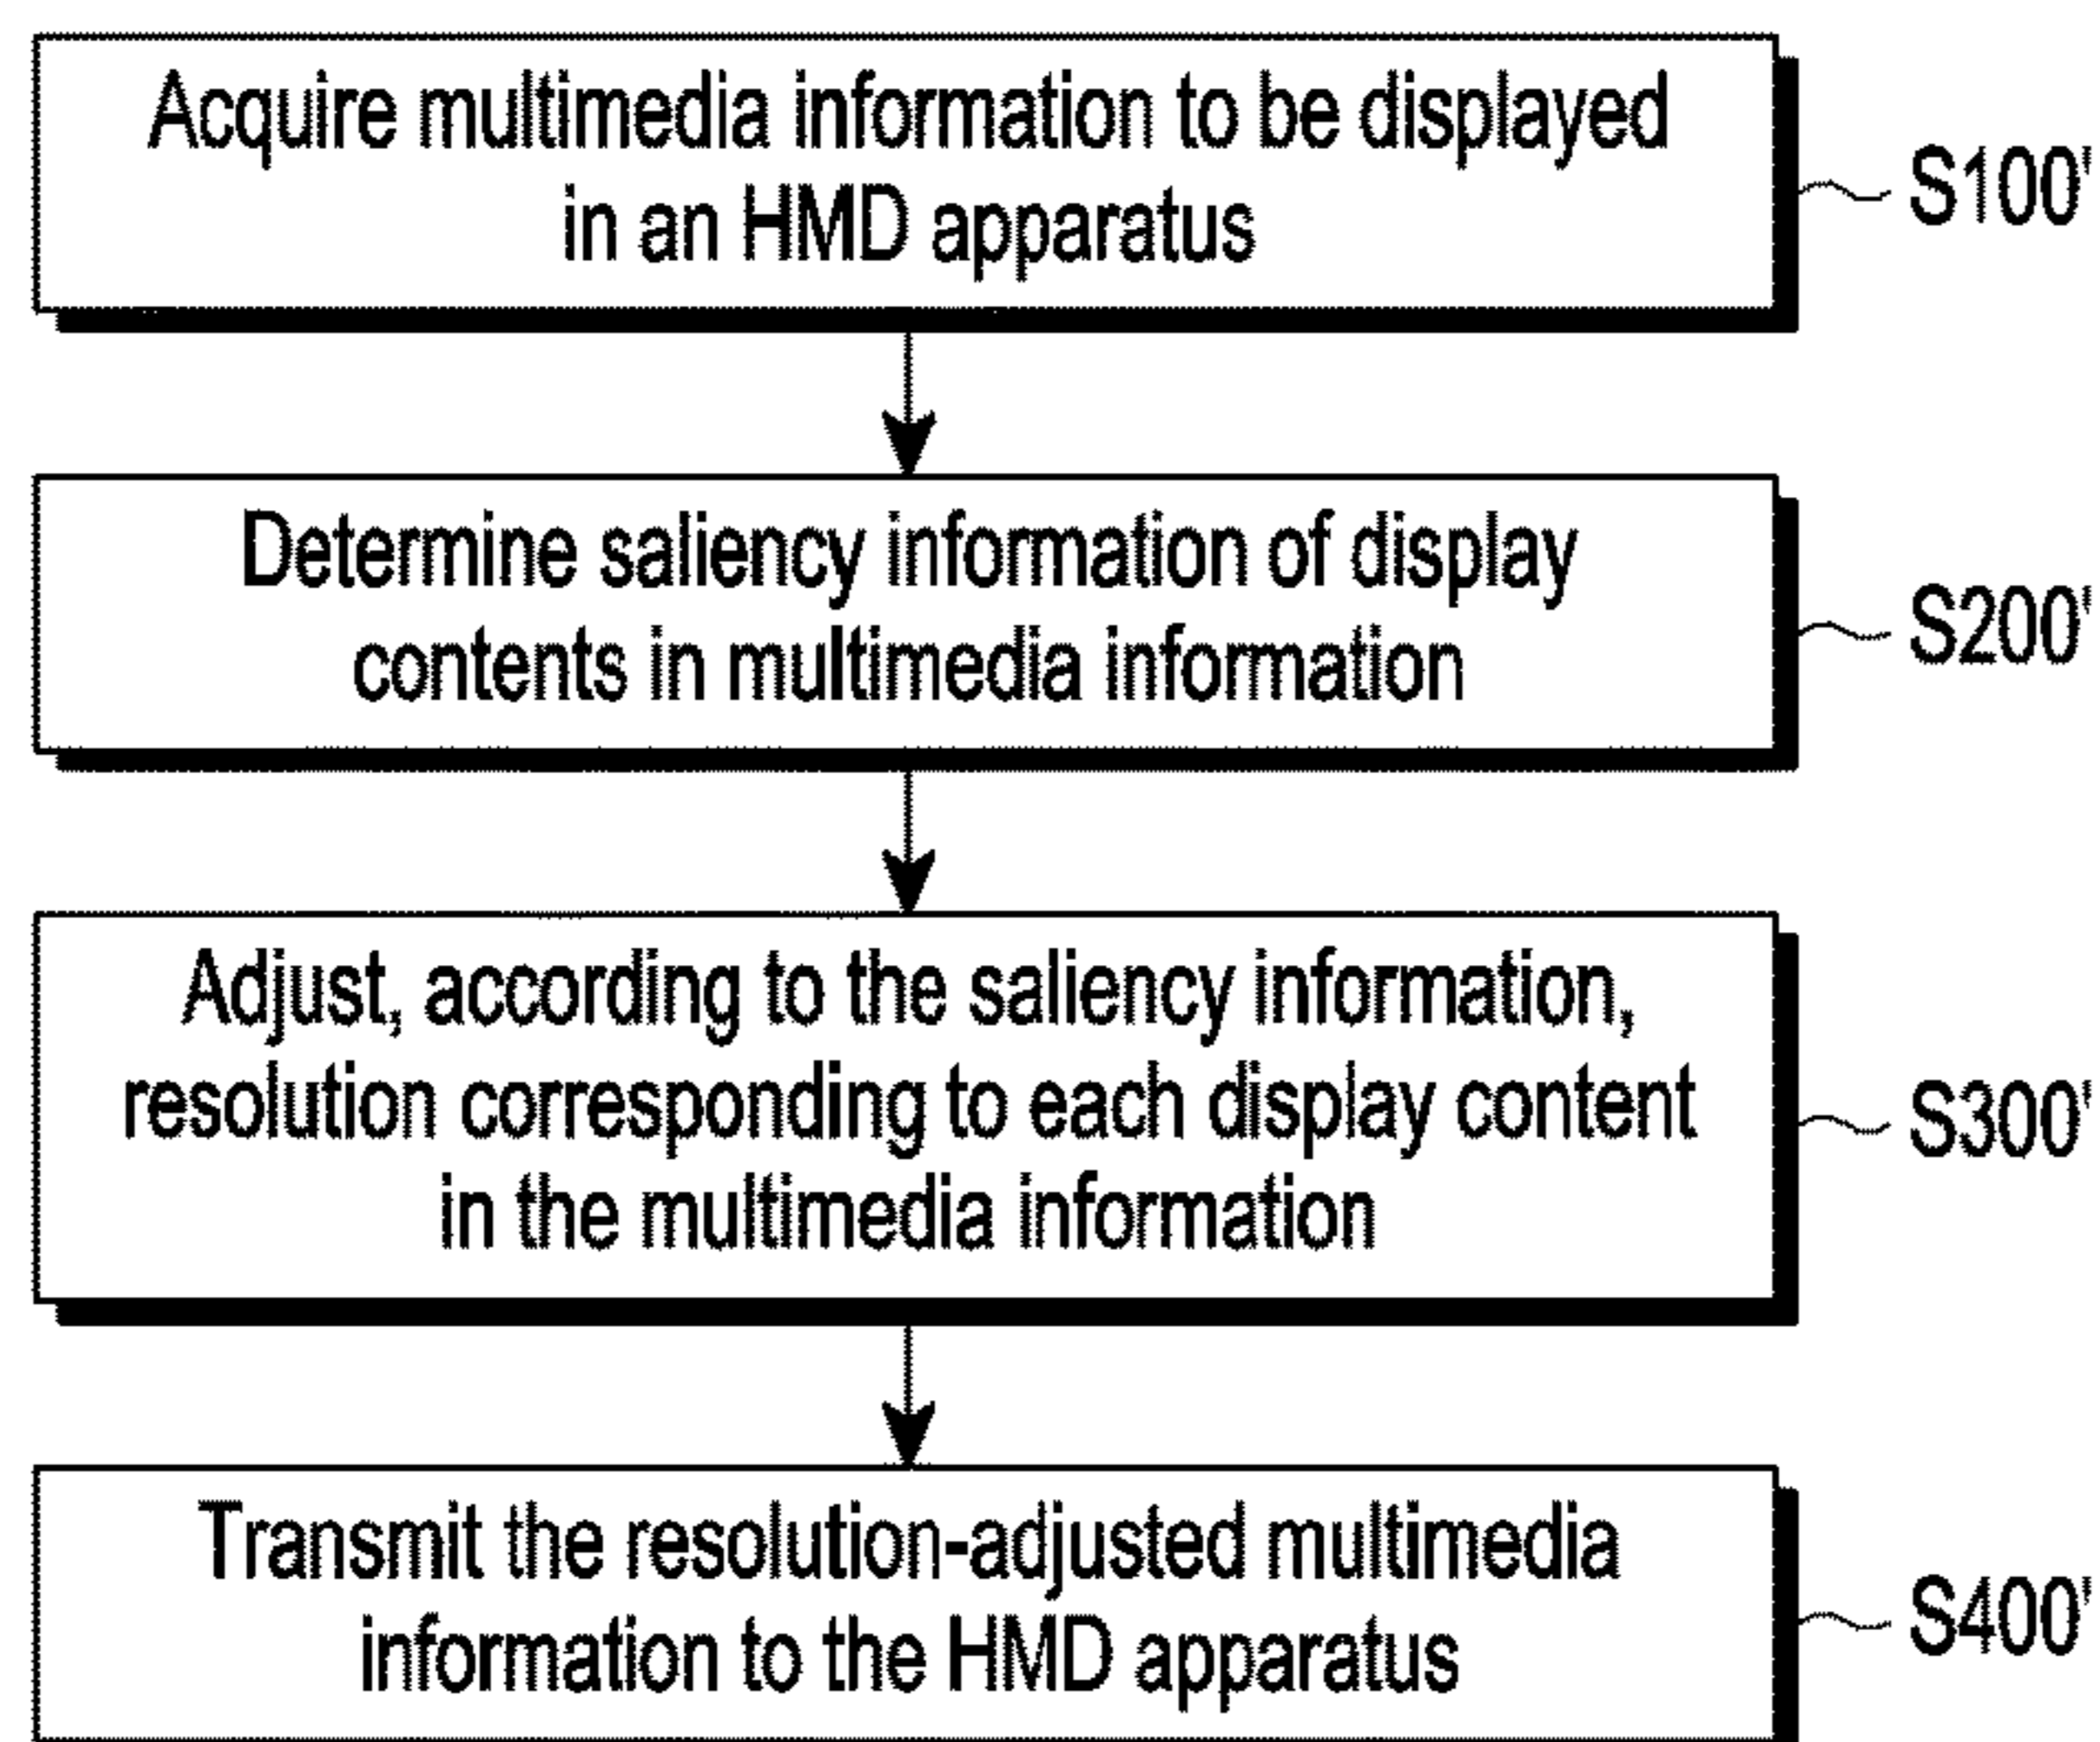 Acquire multimedia information to be displayed
in an HMD apparatus
S100'
Determine saliency information of display
contents in multimedia information
S200'
Adjust, according to the saliency information,
resolution corresponding to each display content
in the multimedia information
S300'
Transmit the resolution-adjusted multimedia
information to the HMD apparatus
S400'